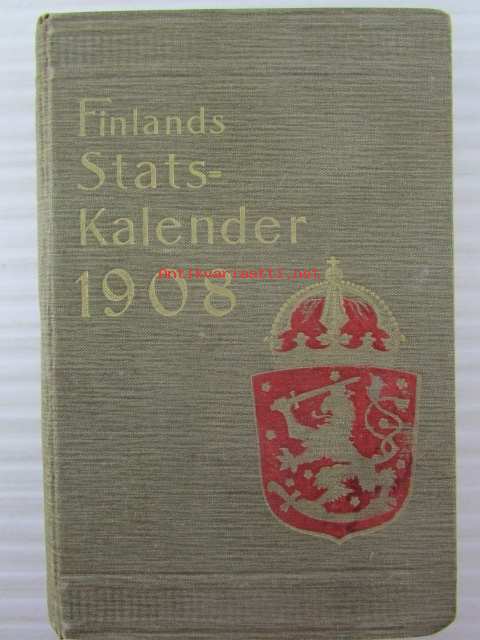 Finlands
Stats-
Kalender
1908
Antikvariaatti.net